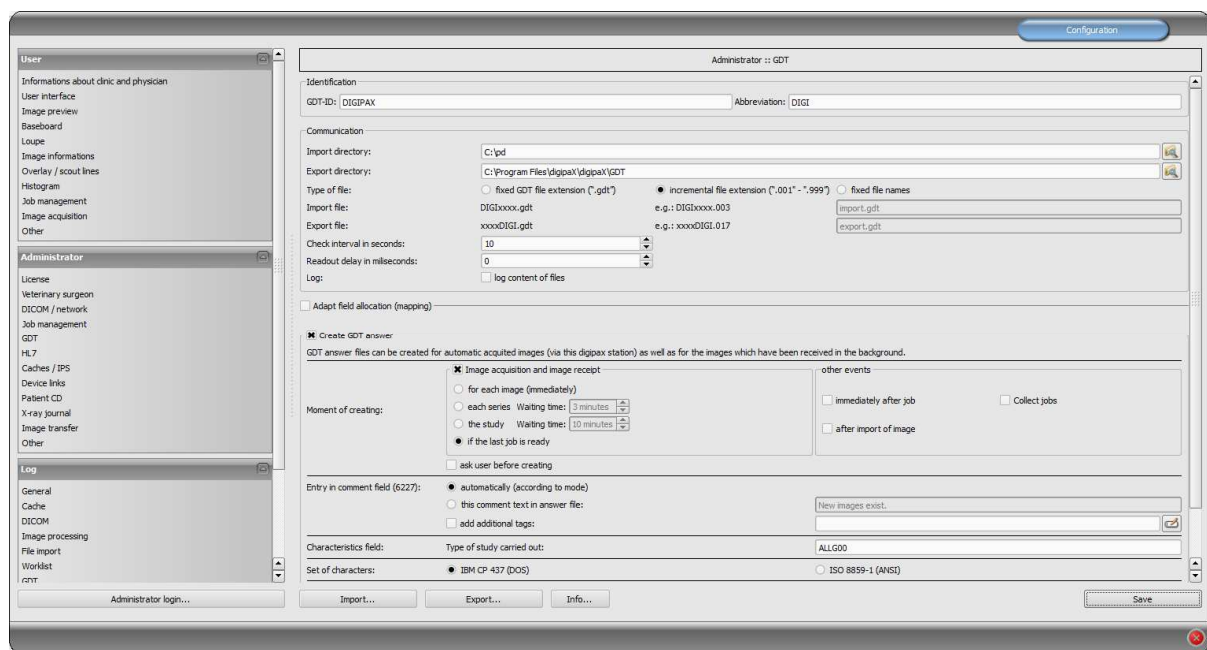 Configuration
User
Informations about clinic and physician
User interface
Image preview
Baseboard
Loupe
Image informations
Overlay / scout lines
Histogram
Job management
Image acquisition
Other
Administrator
License
Veterinary surgeon
DICOM / network
Job management
GDT
HL7
Caches / IPS
Device links
Patient CD
X-ray journal
Image transfer
Other
Log
General
Cache
DICOM
Image processing
File import
Worklist
GDT
Administrator login...
Administrator :: GDT
Identification
GDT-ID: DIGIPAX Abbreviation: DIGI
Communication
Import directory: C:\pd
Export directory: C:\Program Files\digipaX\digipaX\GDT
Type of file: fixed GDT file extension (".gdt") incremental file extension (".001" - ".999") fixed file names
Import file: DIGIxxxx.gdt e.g.: DIGIxxxx.003 import.gdt
Export file: xxxxDIGI.gdt e.g.: xxxxDIGI.017 export.gdt
Check interval in seconds: 10
Readout delay in miliseconds: 0
Log: log content of files
Adapt field allocation (mapping)
Create GDT answer
GDT answer files can be created for automatic acquited images (via this digipax station) as well as for the images which have been received in the background.
Moment of creating:
Image acquisition and image receipt
for each image (immediately)
each series Waiting time: 3 minutes
the study Waiting time: 10 minutes
if the last job is ready
ask user before creating
other events
immediately after job Collect jobs
after import of image
Entry in comment field (6227): automatically (according to mode)
this comment text in answer file: New images exist.
add additional tags:
Characteristics field: Type of study carried out: ALLG00
Set of characters: IBM CP 437 (DOS) ISO 8859-1 (ANSI)
Import... Export... Info... Save